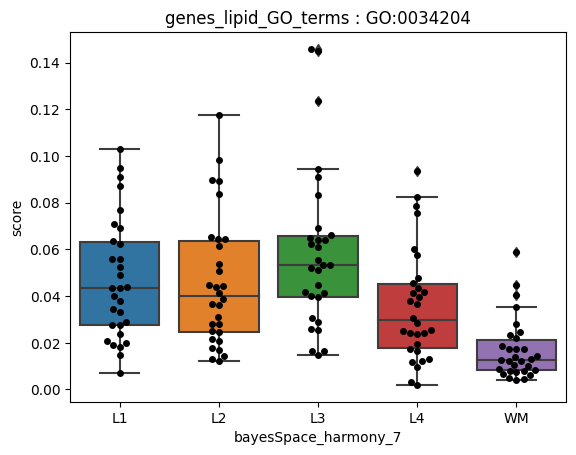 genes_lipid_GO_terms : GO:0034204
score
0.14
0.12
0.10
0.08
0.06
0.04
0.02
0.00
L1 L2 L3 L4 WM
bayesSpace_harmony_7